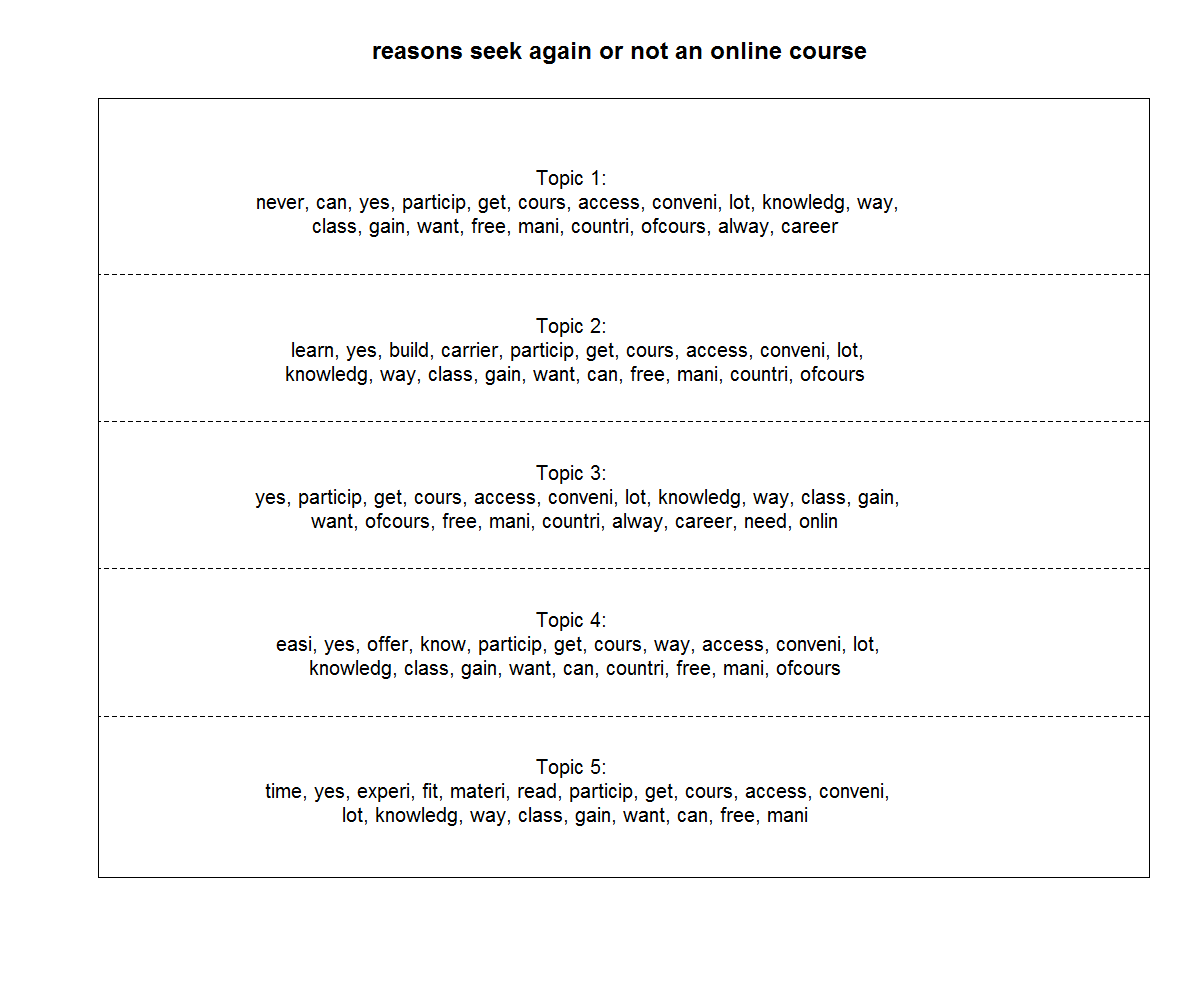 reasons seek again or not an online course
Topic 1:
never, can, yes, particip, get, cours, access, conveni, lot, knowledg, way,
class, gain, want, free, mani, countri, ofcours, alway, career
Topic 2:
learn, yes, build, carrier, particip, get, cours, access, conveni, lot,
knowledg, way, class, gain, want, can, free, mani, countri, ofcours
Topic 3:
yes, particip, get, cours, access, conveni, lot, knowledg, way, class, gain,
want, ofcours, free, mani, countri, alway, career, need, onlin
Topic 4:
easi, yes, offer, know, particip, get, cours, way, access, conveni, lot,
knowledg, class, gain, want, can, countri, free, mani, ofcours
Topic 5:
time, yes, experi, fit, materi, read, particip, get, cours, access, conveni,
lot, knowledg, way, class, gain, want, can, free, mani